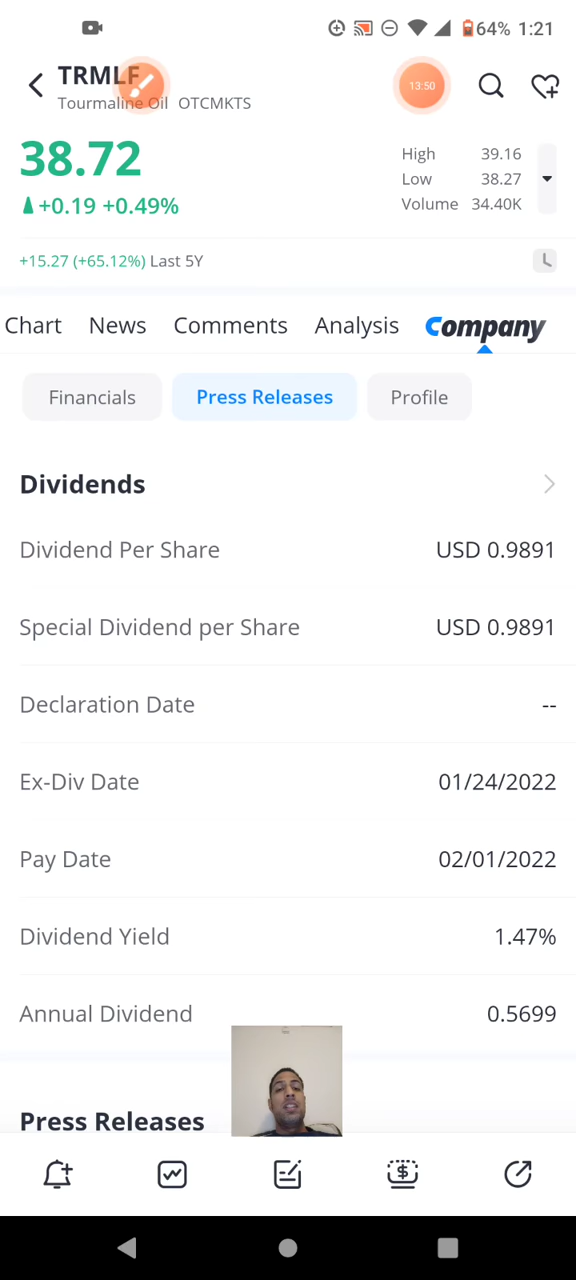 64% 1:21
TRMLF
Tourmaline Oil OTCMKTS
13:50
38.72
High 39.16
Low 38.27
Volume 34.40K
+0.19 +0.49%
+15.27 (+65.12%) Last 5Y
Chart News Comments Analysis Company
Financials Press Releases Profile
Dividends
Dividend Per Share USD 0.9891
Special Dividend per Share USD 0.9891
Declaration Date --
Ex-Div Date 01/24/2022
Pay Date 02/01/2022
Dividend Yield 1.47%
Annual Dividend 0.5699
Press Releases